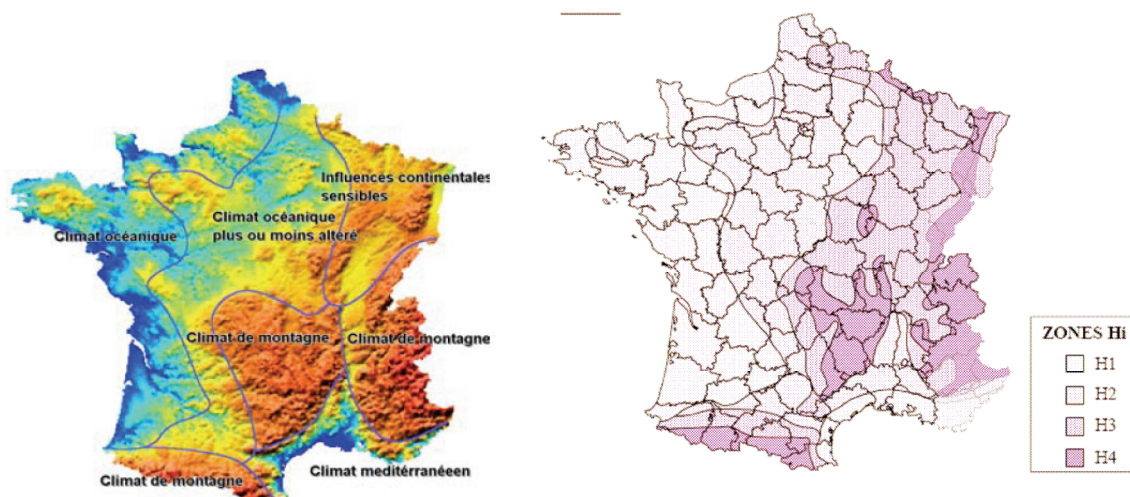 Influences continentales
sensibles
Climat océanique
plus ou moins altéré
Climat océanique
Climat de montagne
Climat de montagne
Climat meditérranéeen
Climat de montagne
ZONES Hi
H1
H2
H3
H4